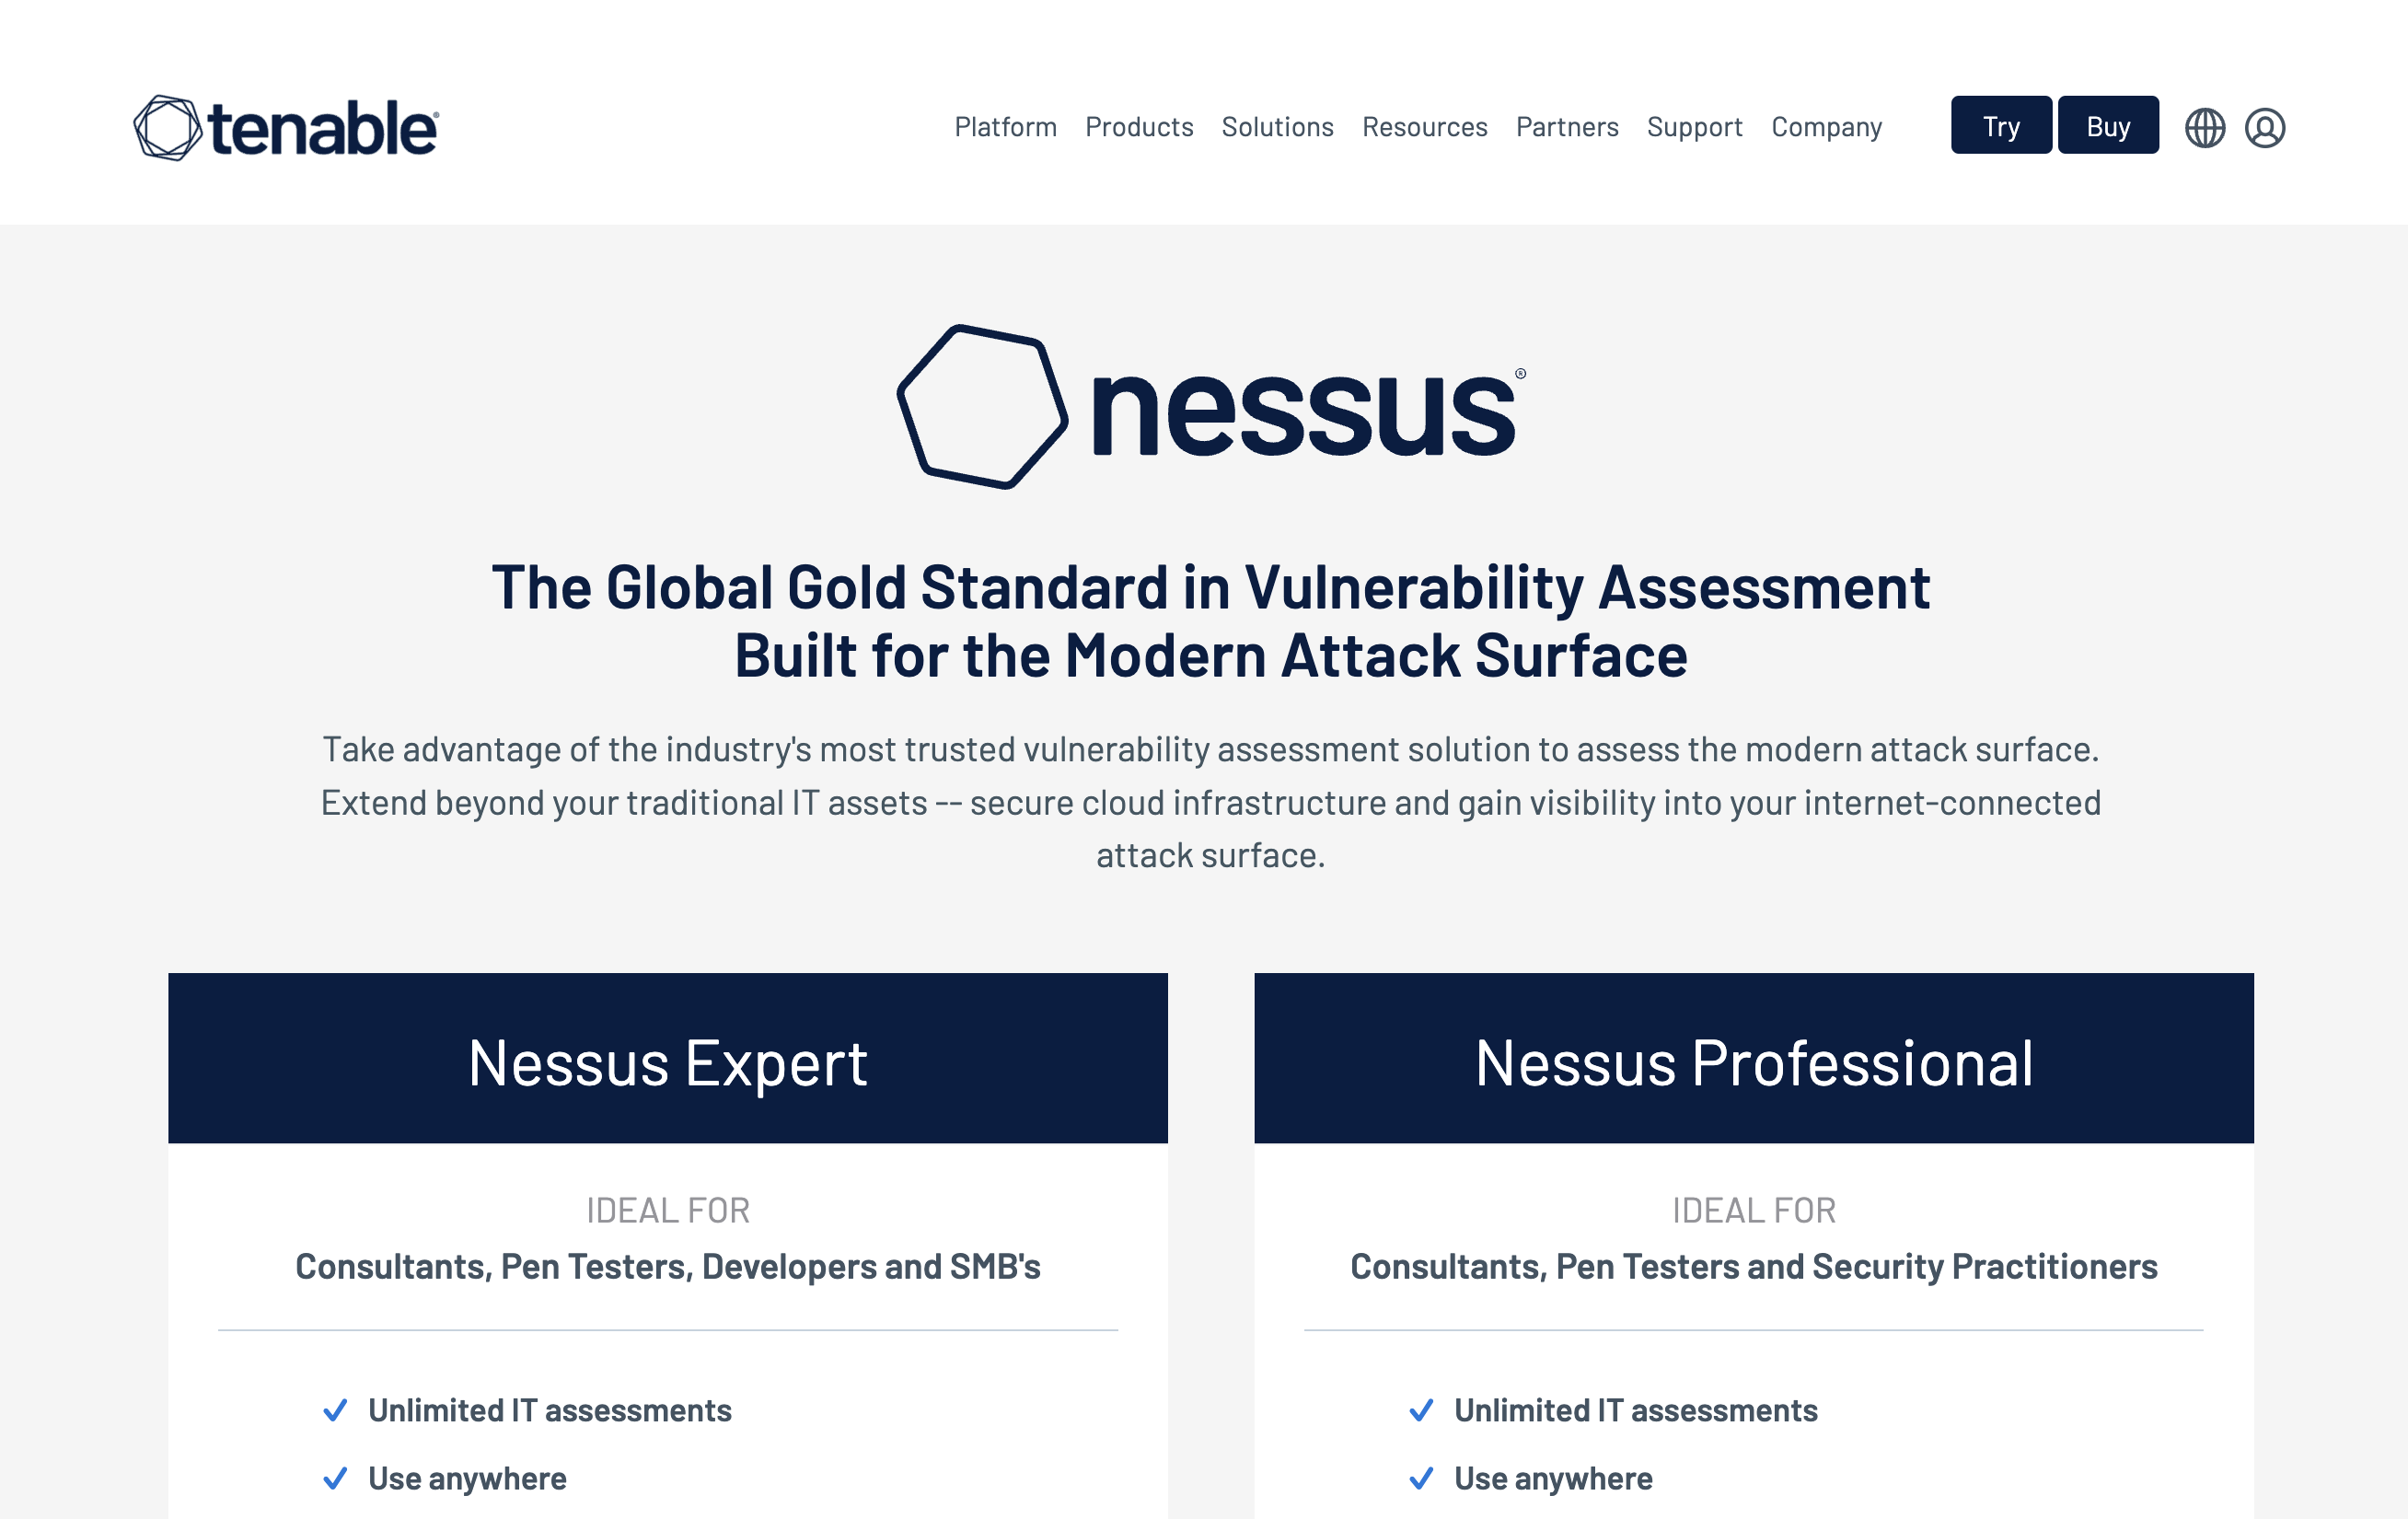 tenable®
Platform Products Solutions Resources Partners Support Company Try Buy
nessus®
The Global Gold Standard in Vulnerability Assessment
Built for the Modern Attack Surface
Take advantage of the industry's most trusted vulnerability assessment solution to assess the modern attack surface.
Extend beyond your traditional IT assets -- secure cloud infrastructure and gain visibility into your internet-connected
attack surface.
Nessus Expert
IDEAL FOR
Consultants, Pen Testers, Developers and SMB's
Unlimited IT assessments
Use anywhere
Nessus Professional
IDEAL FOR
Consultants, Pen Testers and Security Practitioners
Unlimited IT assessments
Use anywhere